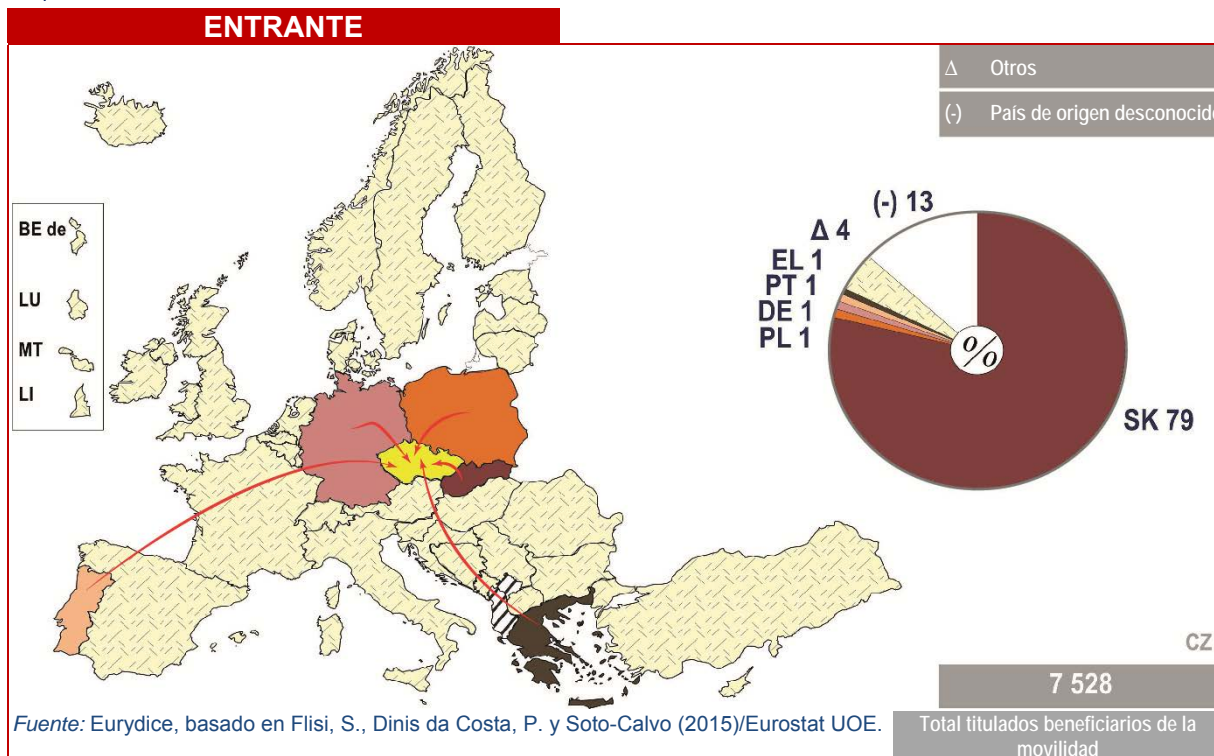 ENTRANTE
Δ Otros
(-) País de origen desconocido
BE de
LU
MT
LI
(-) 13
Δ 4
EL 1
PT 1
DE 1
PL 1
%
SK 79
CZ
7 528
Total titulados beneficiarios de la
movilidad
Fuente: Eurydice, basado en Flisi, S., Dinis da Costa, P. y Soto-Calvo (2015)/Eurostat UOE.